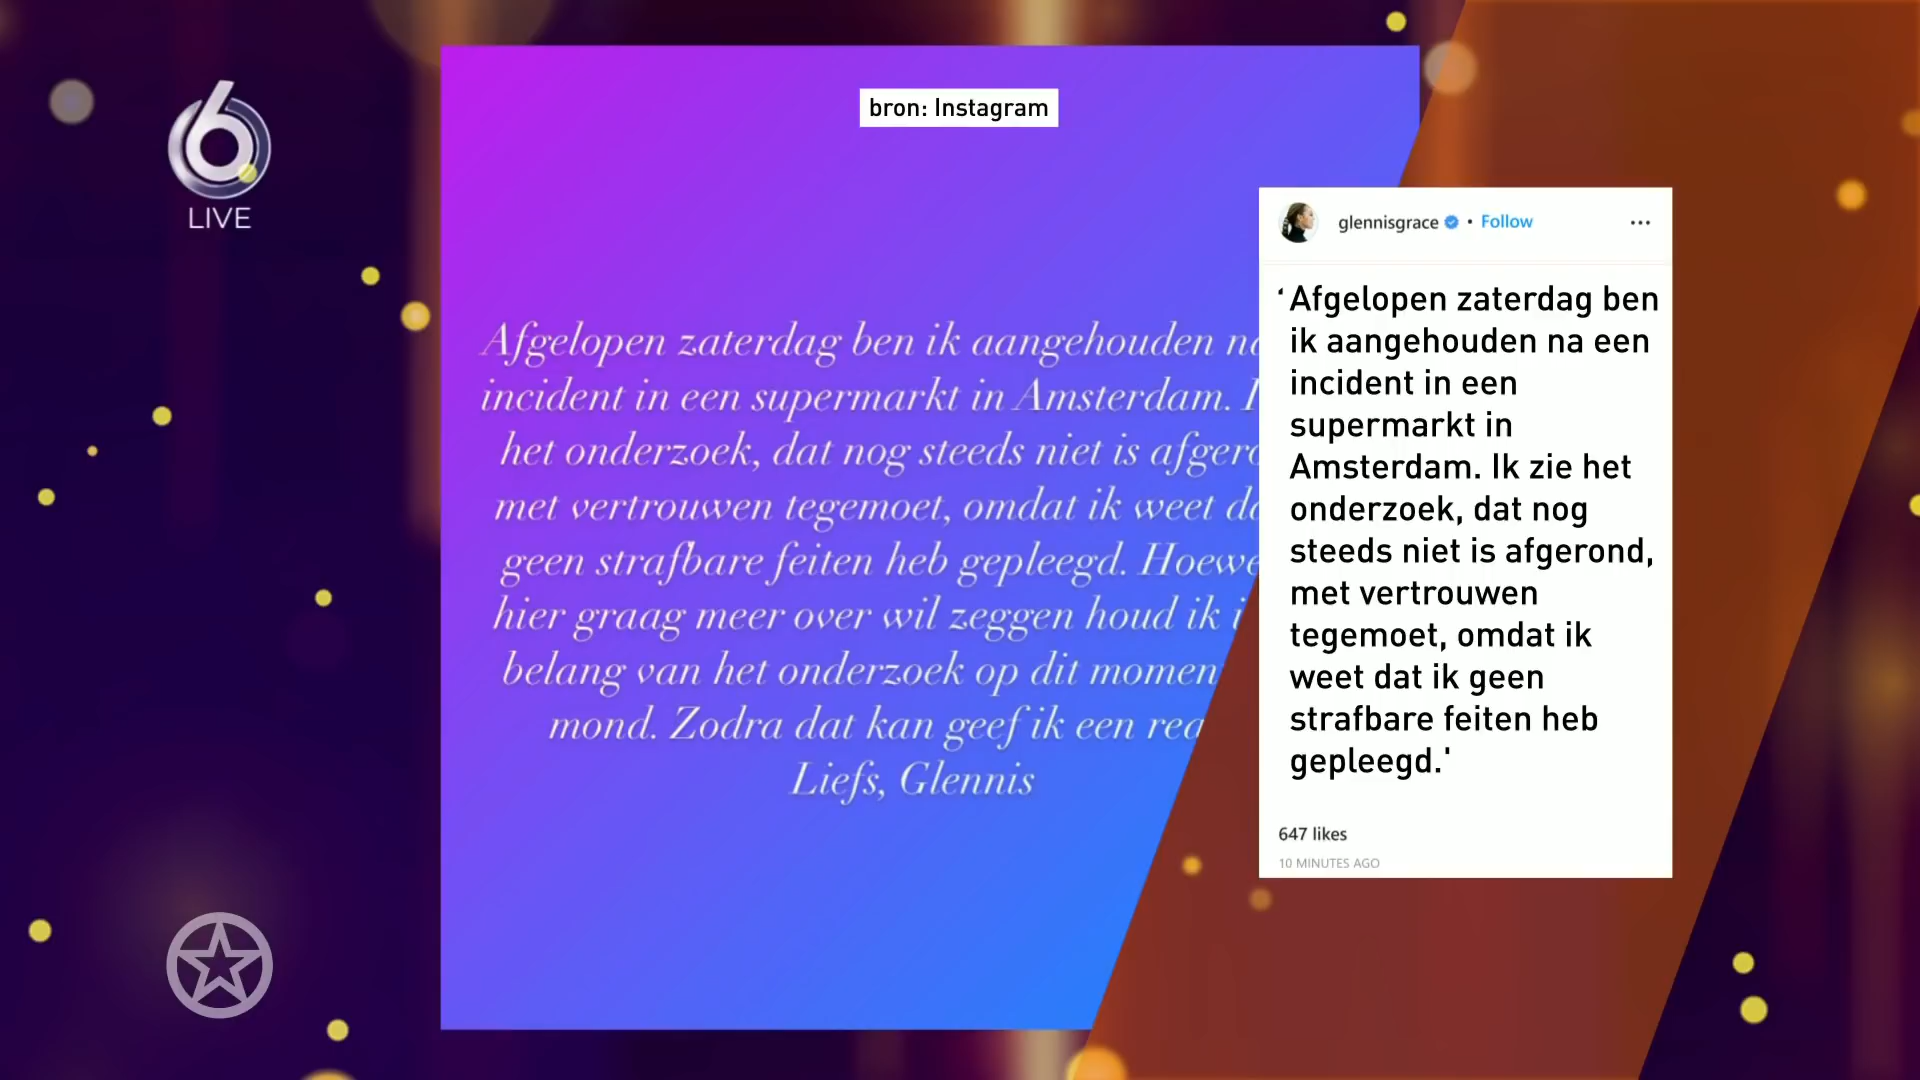 6
LIVE
bron: Instagram
Afgelopen zaterdag ben ik aangehouden
incident in een supermarkt in Amsterdam.
het onderzoek, dat nog steeds niet is
met vertrouwen tegemoet, omdat ik weet
geen strafbare feiten heb gepleegd.
hier graag meer over wil zeggen houd ik
belang van het onderzoek op dit
mond. Zodra dat kan geef ik een
Liefs, Glennis
glennisgrace • Follow ...
'Afgelopen zaterdag ben
ik aangehouden na een
incident in een
supermarkt in
Amsterdam. Ik zie het
onderzoek, dat nog
steeds niet is afgerond,
met vertrouwen
tegemoet, omdat ik
weet dat ik geen
strafbare feiten heb
gepleegd.'
647 likes
10 MINUTES AGO